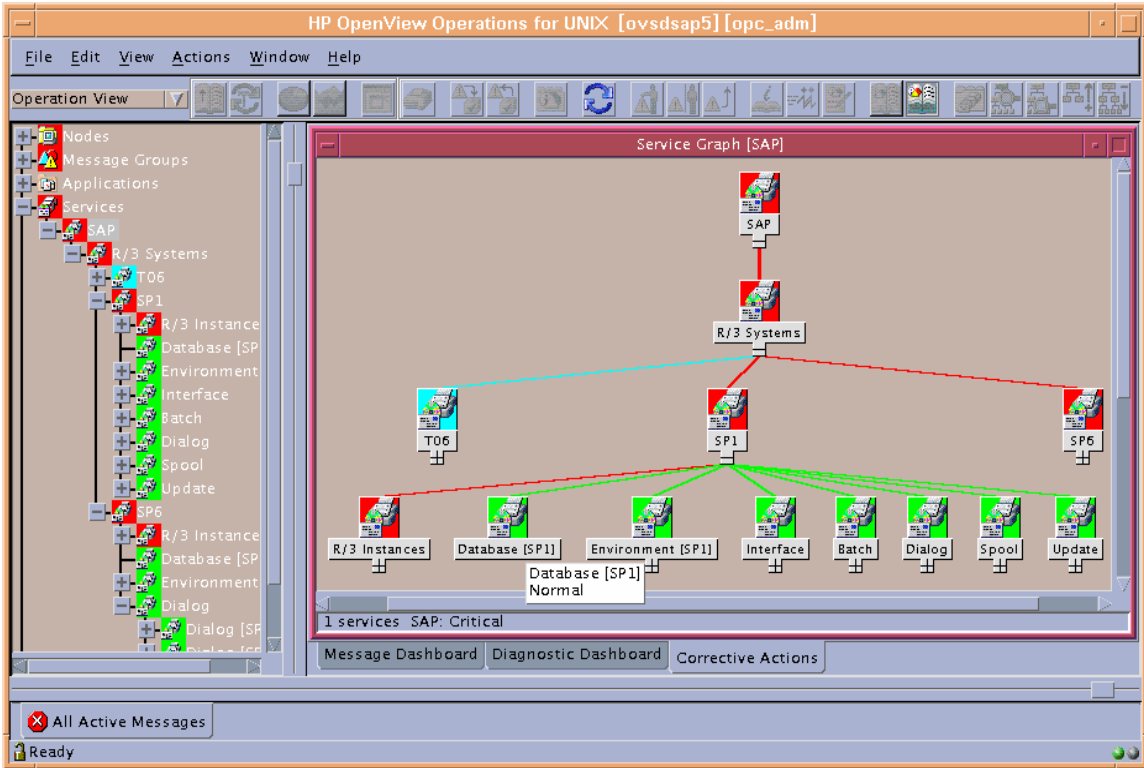 HP OpenView Operations for UNIX [ovsdsap5] [opc_adm]
File Edit View Actions Window Help
Operation View
Nodes
Message Groups
Applications
Services
SAP
R/3 Systems
T06
SP1
R/3 Instance
Database [SP
Environment
Interface
Batch
Dialog
Spool
Update
SP6
R/3 Instance
Database [SP
Environment
Dialog
Dialog [SP
Service Graph [SAP]
SAP
R/3 Systems
T06 SP1 SP6
R/3 Instances Database [SP1] Environment [SP1] Interface Batch Dialog Spool Update
Database [SP1]
Normal
1 services SAP: Critical
Message Dashboard Diagnostic Dashboard Corrective Actions
All Active Messages
Ready